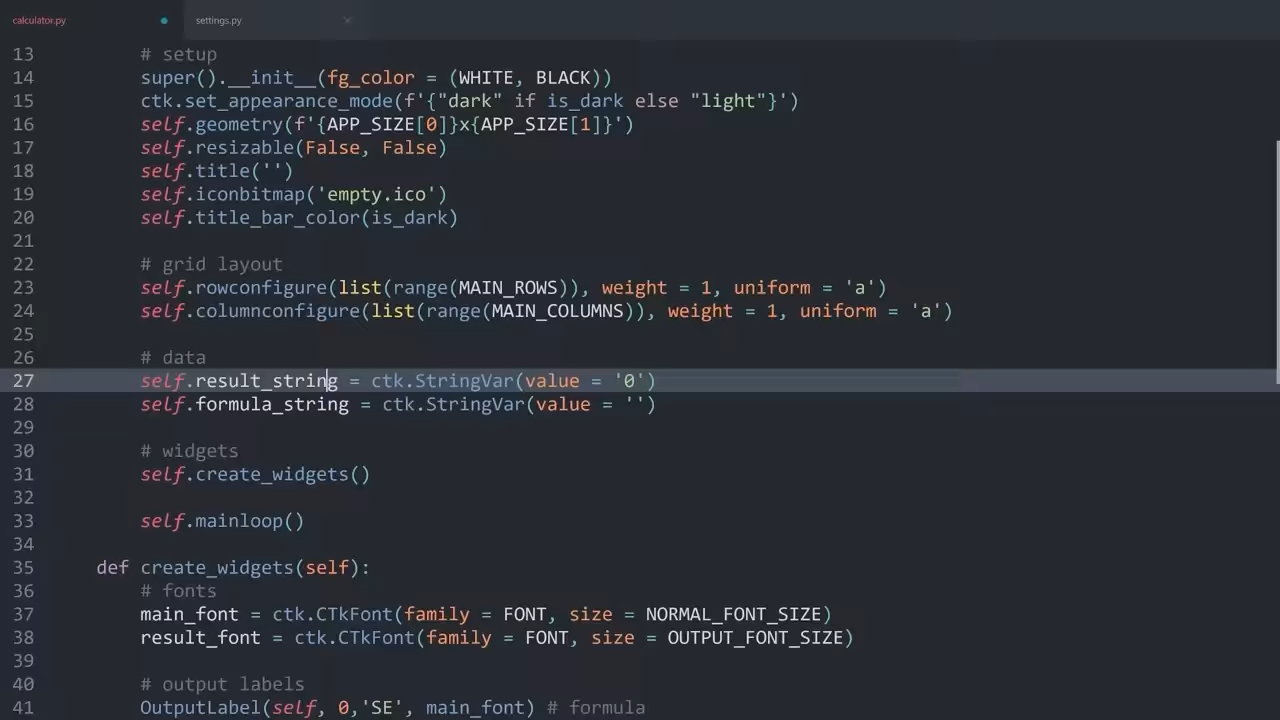 calculator.py settings.py ×
13 # setup
14 super().__init__(fg_color = (WHITE, BLACK))
15 ctk.set_appearance_mode(f'{"dark" if is_dark else "light"}')
16 self.geometry(f'{APP_SIZE[0]}x{APP_SIZE[1]}')
17 self.resizable(False, False)
18 self.title('')
19 self.iconbitmap('empty.ico')
20 self.title_bar_color(is_dark)
21
22 # grid layout
23 self.rowconfigure(list(range(MAIN_ROWS)), weight = 1, uniform = 'a')
24 self.columnconfigure(list(range(MAIN_COLUMNS)), weight = 1, uniform = 'a')
25
26 # data
27 self.result_string = ctk.StringVar(value = '0')
28 self.formula_string = ctk.StringVar(value = '')
29
30 # widgets
31 self.create_widgets()
32
33 self.mainloop()
34
35 def create_widgets(self):
36 # fonts
37 main_font = ctk.CTkFont(family = FONT, size = NORMAL_FONT_SIZE)
38 result_font = ctk.CTkFont(family = FONT, size = OUTPUT_FONT_SIZE)
39
40 # output labels
41 OutputLabel(self, 0,'SE', main_font) # formula